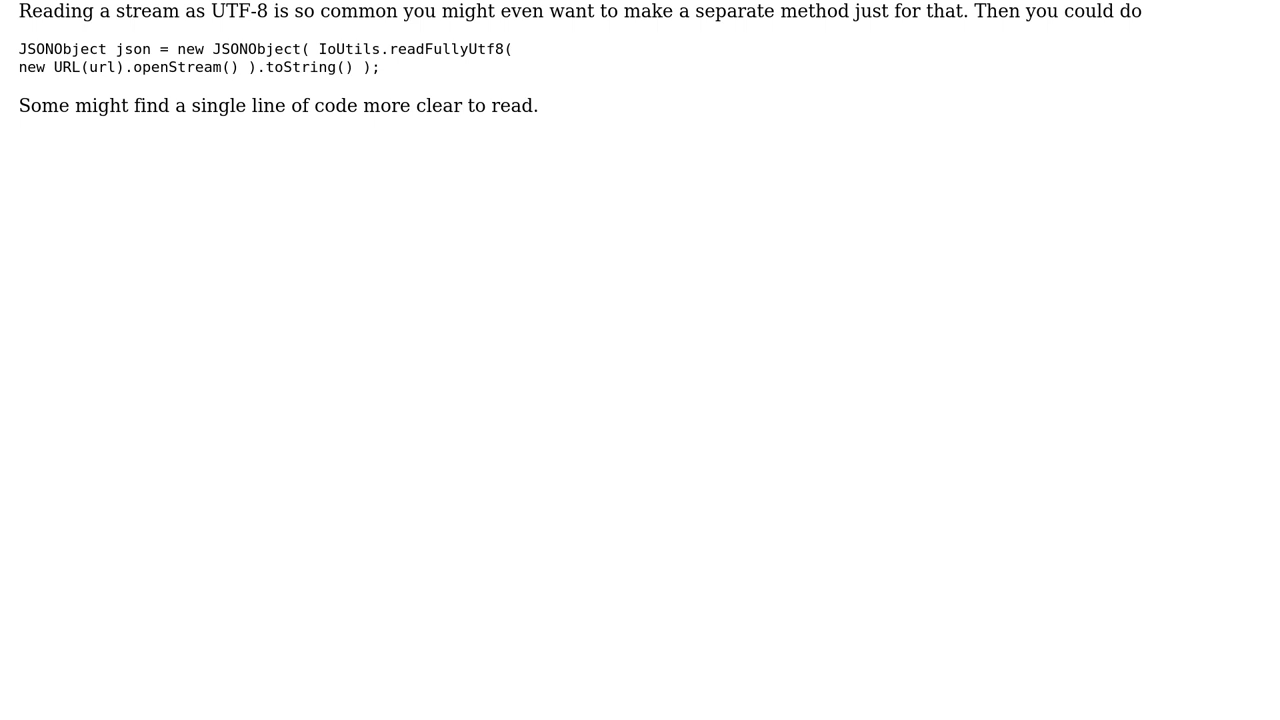 Reading a stream as UTF-8 is so common you might even want to make a separate method just for that. Then you could do
JSONObject json = new JSONObject( IoUtils.readFullyUtf8(
new URL(url).openStream() ).toString() );
Some might find a single line of code more clear to read.